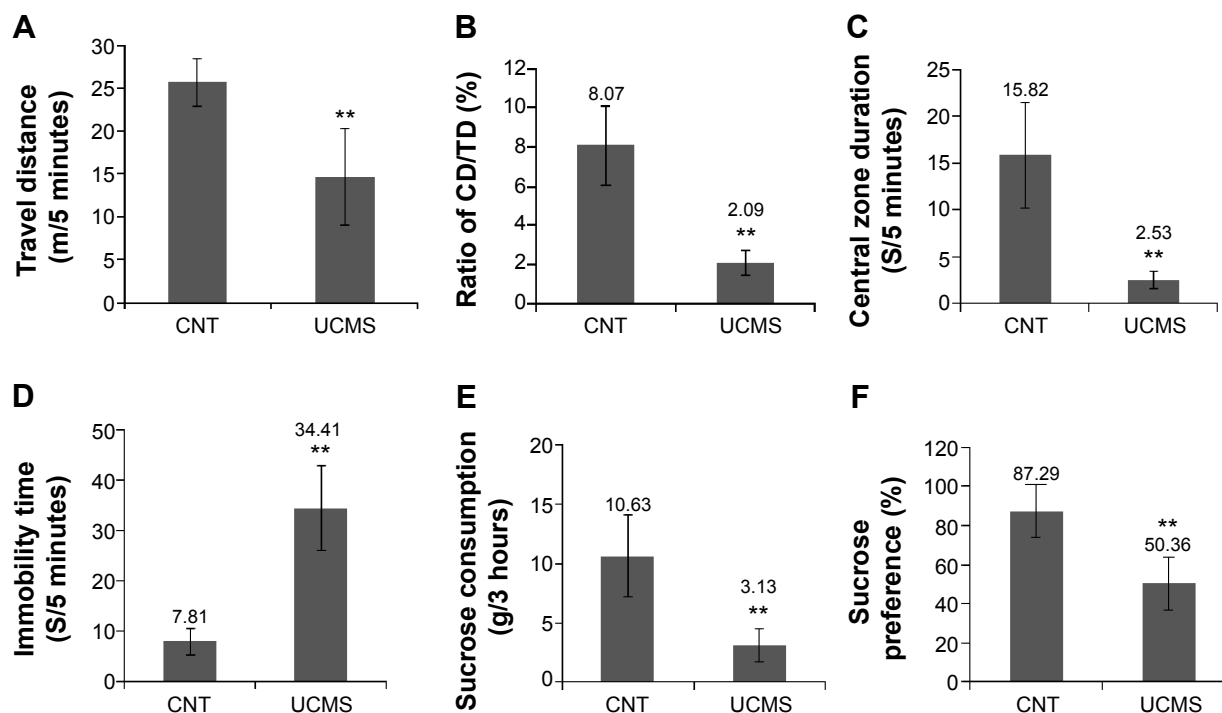 A
Travel distance
(m/5 minutes)
30
25
20
15
10
5
0
**
CNT
UCMS
B
Ratio of CD/TD (%)
12
10
8
6
4
2
0
8.07
2.09
**
CNT
UCMS
C
Central zone duration
(S/5 minutes)
25
20
15
10
5
0
15.82
2.53
**
CNT
UCMS
D
Immobility time
(S/5 minutes)
50
40
30
20
10
0
7.81
34.41
**
CNT
UCMS
E
Sucrose consumption
(g/3 hours)
20
15
10
5
0
10.63
3.13
**
CNT
UCMS
F
Sucrose
preference (%)
120
100
80
60
40
20
0
87.29
**
50.36
CNT
UCMS